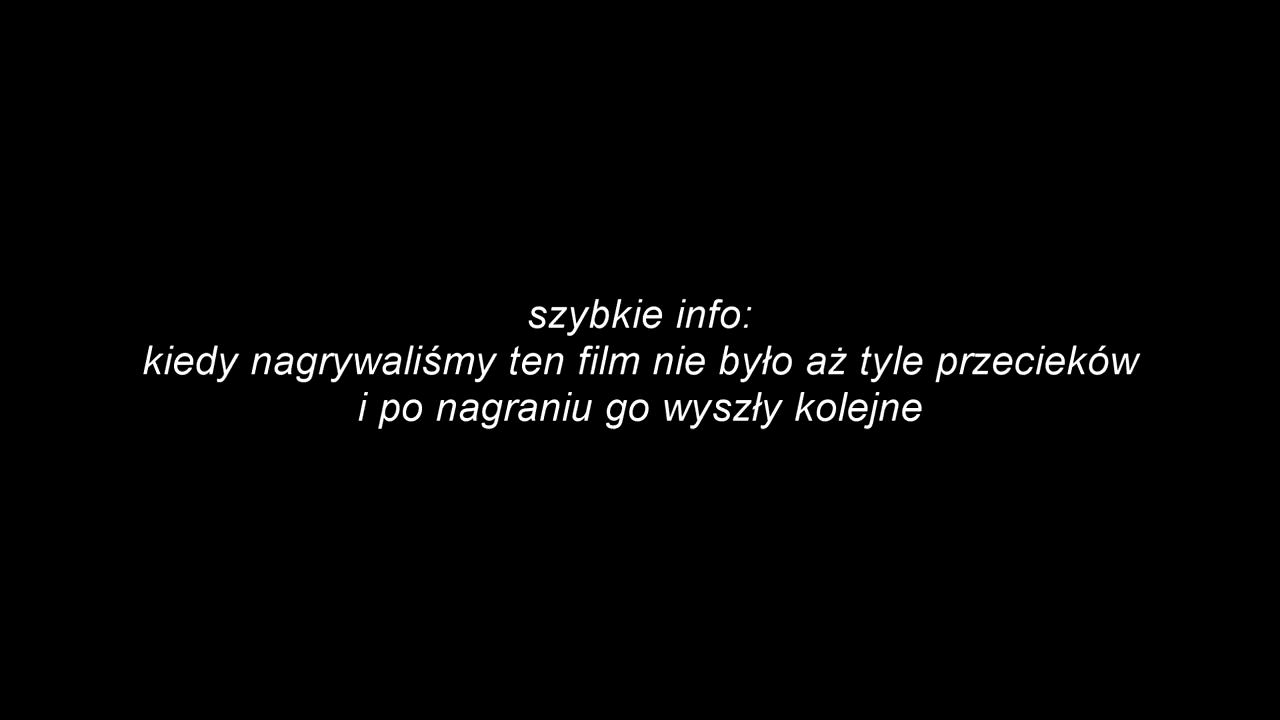 szybkie info:
kiedy nagrywaliśmy ten film nie było aż tyle przecieków
i po nagraniu go wyszły kolejne